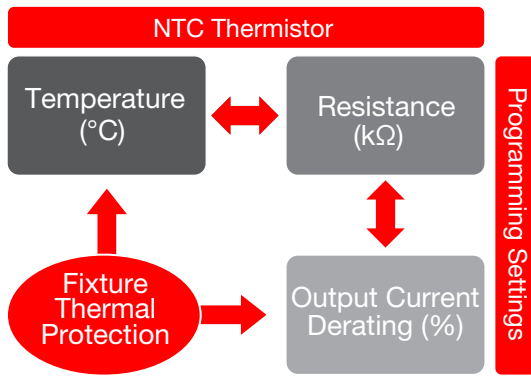 NTC Thermistor
Temperature
(°C)
Resistance
(kΩ)
Programming Settings
Fixture
Thermal
Protection
Output Current
Derating (%)